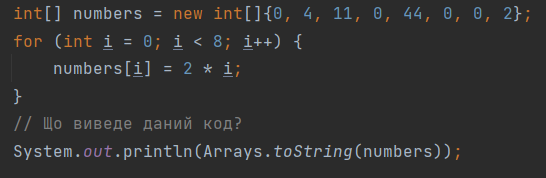 int[] numbers = new int[]{0, 4, 11, 0, 44, 0, 0, 2};
for (int i = 0; i < 8; i++) {
    numbers[i] = 2 * i;
}
// Що виведе даний код?
System.out.println(Arrays.toString(numbers));